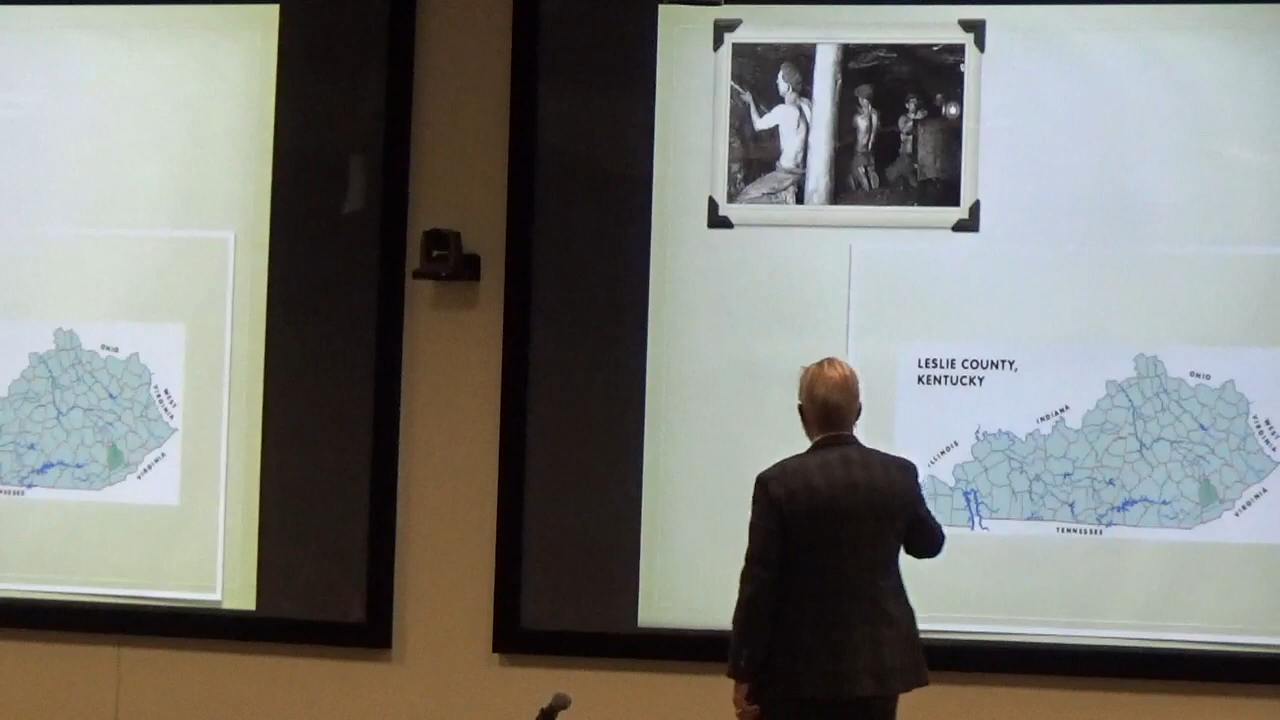 OHIO
WEST
VIRGINIA
VIRGINIA
LESLIE COUNTY,
KENTUCKY
OHIO
INDIANA
WEST
VIRGINIA
ILLINOIS
VIRGINIA
TENNESSEE